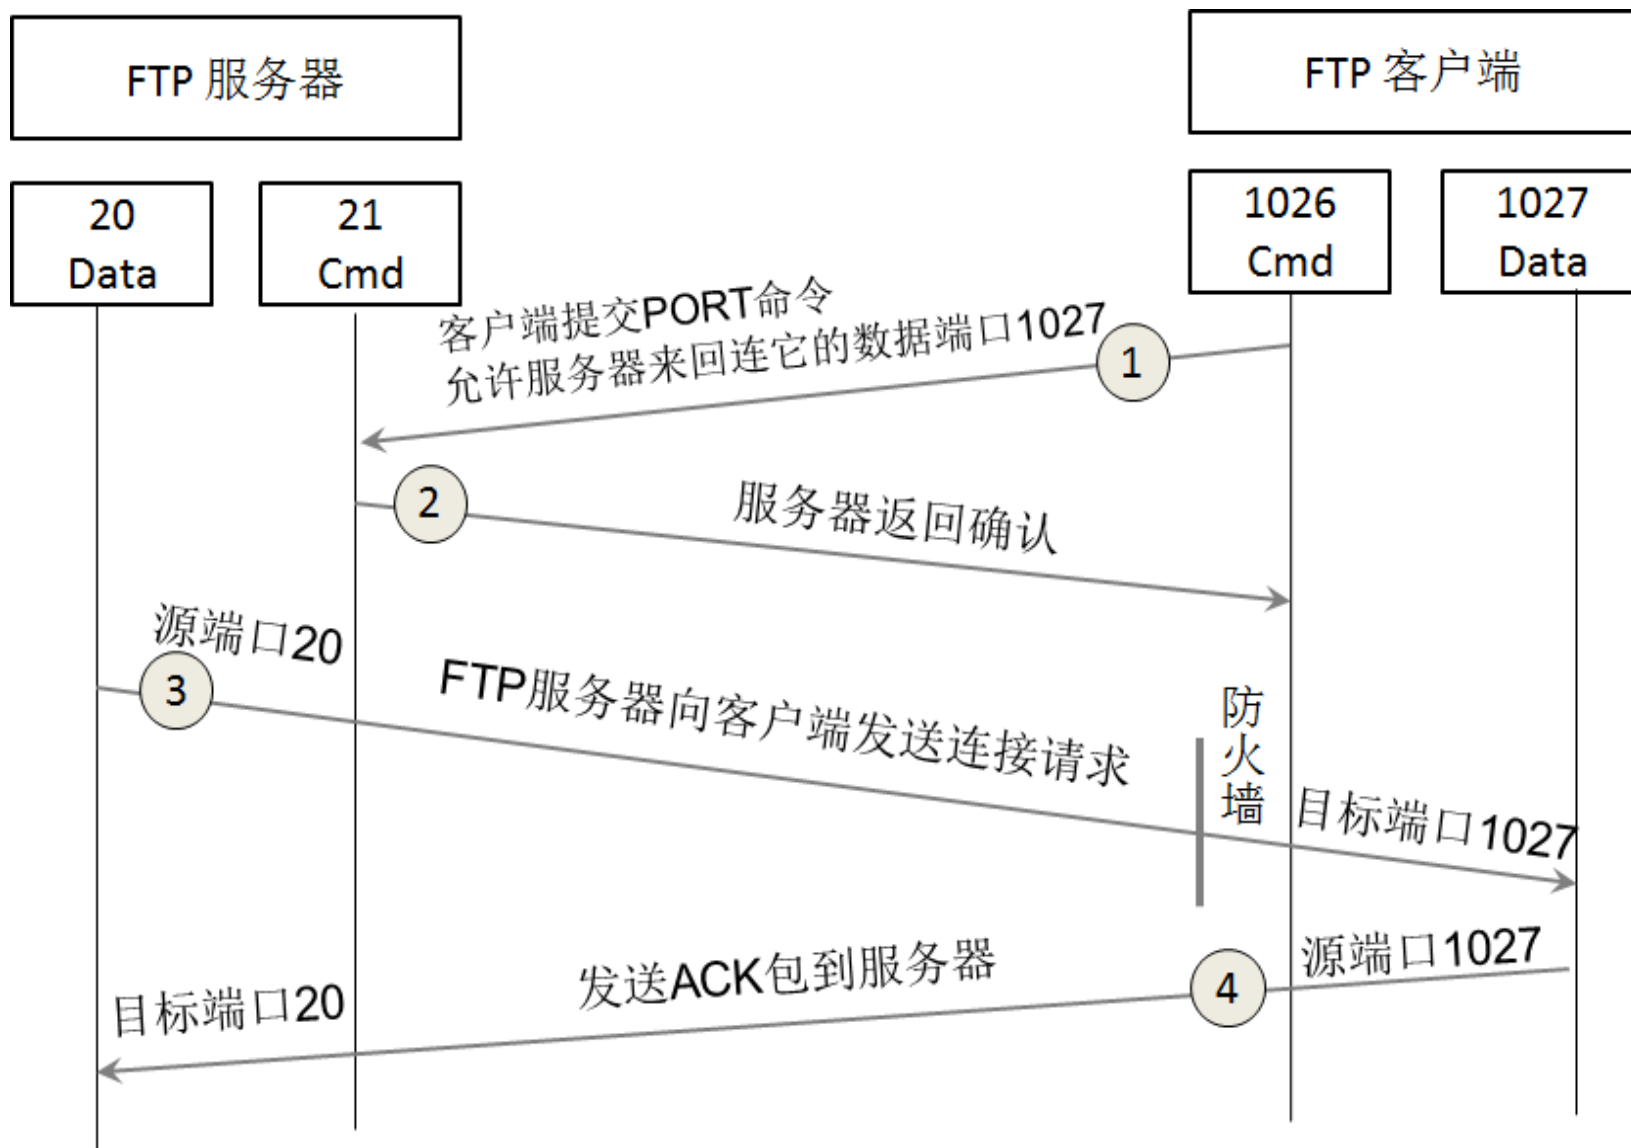 FTP 服务器
FTP 客户端
20
Data
21
Cmd
1026
Cmd
1027
Data
客户端提交PORT命令
允许服务器来回连它的数据端口1027
1
2
服务器返回确认
源端口20
3
FTP服务器向客户端发送连接请求
防火墙
目标端口1027
源端口1027
4
发送ACK包到服务器
目标端口20